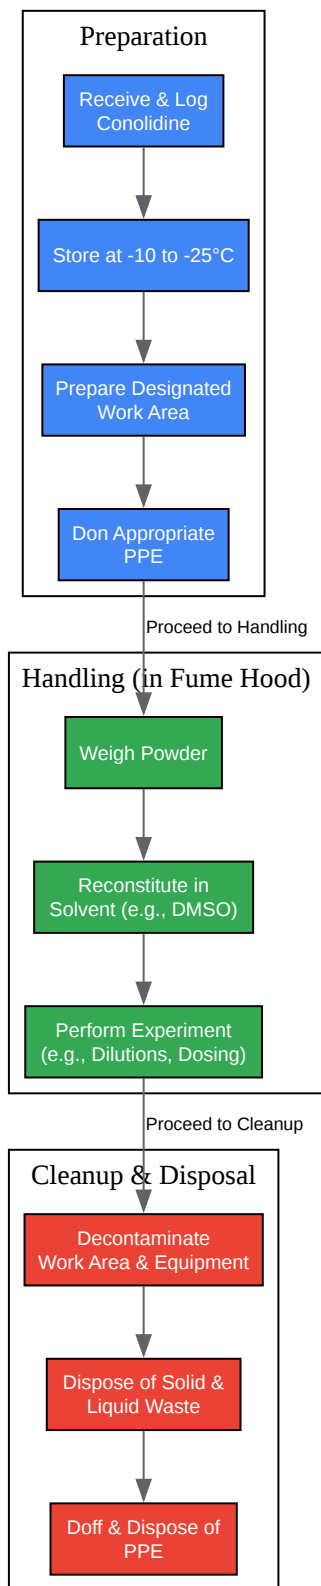 Preparation
Receive & Log
Conolidine
Store at -10 to -25°C
Prepare Designated
Work Area
Don Appropriate
PPE
Proceed to Handling
Handling (in Fume Hood)
Weigh Powder
Reconstitute in
Solvent (e.g., DMSO)
Perform Experiment
(e.g., Dilutions, Dosing)
Proceed to Cleanup
Cleanup & Disposal
Decontaminate
Work Area & Equipment
Dispose of Solid &
Liquid Waste
Doff & Dispose of
PPE